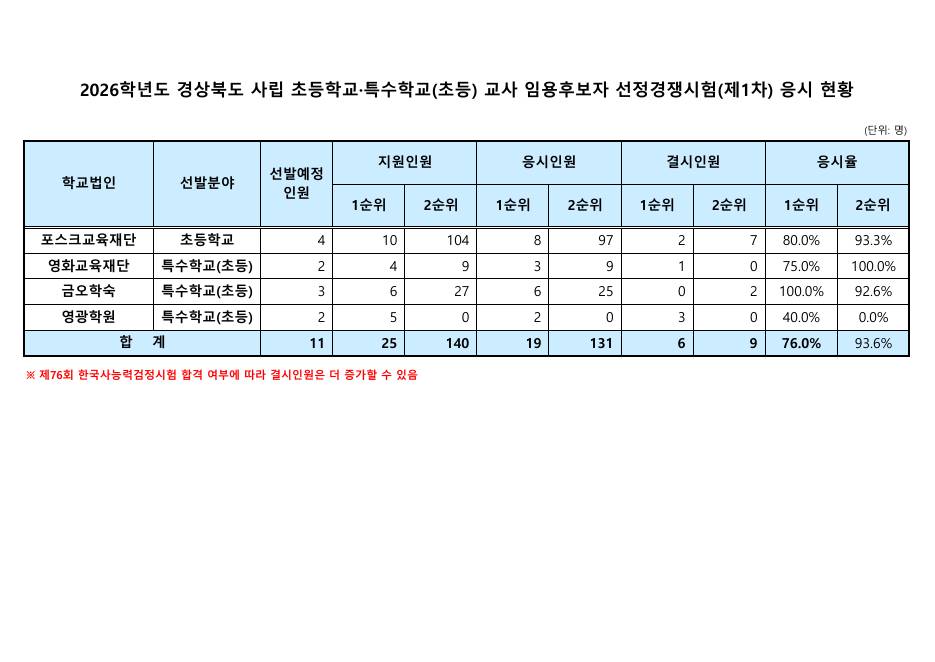 2026학년도 경상북도 사립 초등학교·특수학교(초등) 교사 임용후보자 선정경쟁시험(제1차) 응시 현황
(단위: 명)
학교법인 선발분야 선발예정 인원 지원인원 응시인원 결시인원 응시율
1순위 2순위 1순위 2순위 1순위 2순위 1순위 2순위
포스크교육재단 초등학교 4 10 104 8 97 2 7 80.0% 93.3%
영화교육재단 특수학교(초등) 2 4 9 3 9 1 0 75.0% 100.0%
금오학숙 특수학교(초등) 3 6 27 6 25 0 2 100.0% 92.6%
영광학원 특수학교(초등) 2 5 0 2 0 3 0 40.0% 0.0%
합 계 11 25 140 19 131 6 9 76.0% 93.6%
※ 제76회 한국사능력검정시험 합격 여부에 따라 결시인원은 더 증가할 수 있음